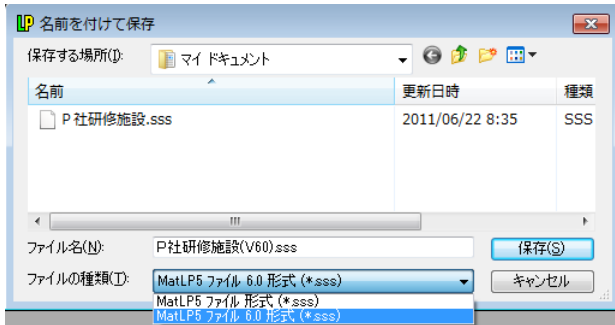 LP 名前を付けて保存
保存する場所(I): マイ ドキュメント
名前 更新日時 種類
P社研修施設.sss 2011/06/22 8:35 SSS
ファイル名(N): P社研修施設(V60).sss 保存(S)
ファイルの種類(T): MatLP5 ファイル 6.0 形式 (*.sss) キャンセル
MatLP5 ファイル 形式 (*.sss)
MatLP5 ファイル 6.0 形式 (*.sss)